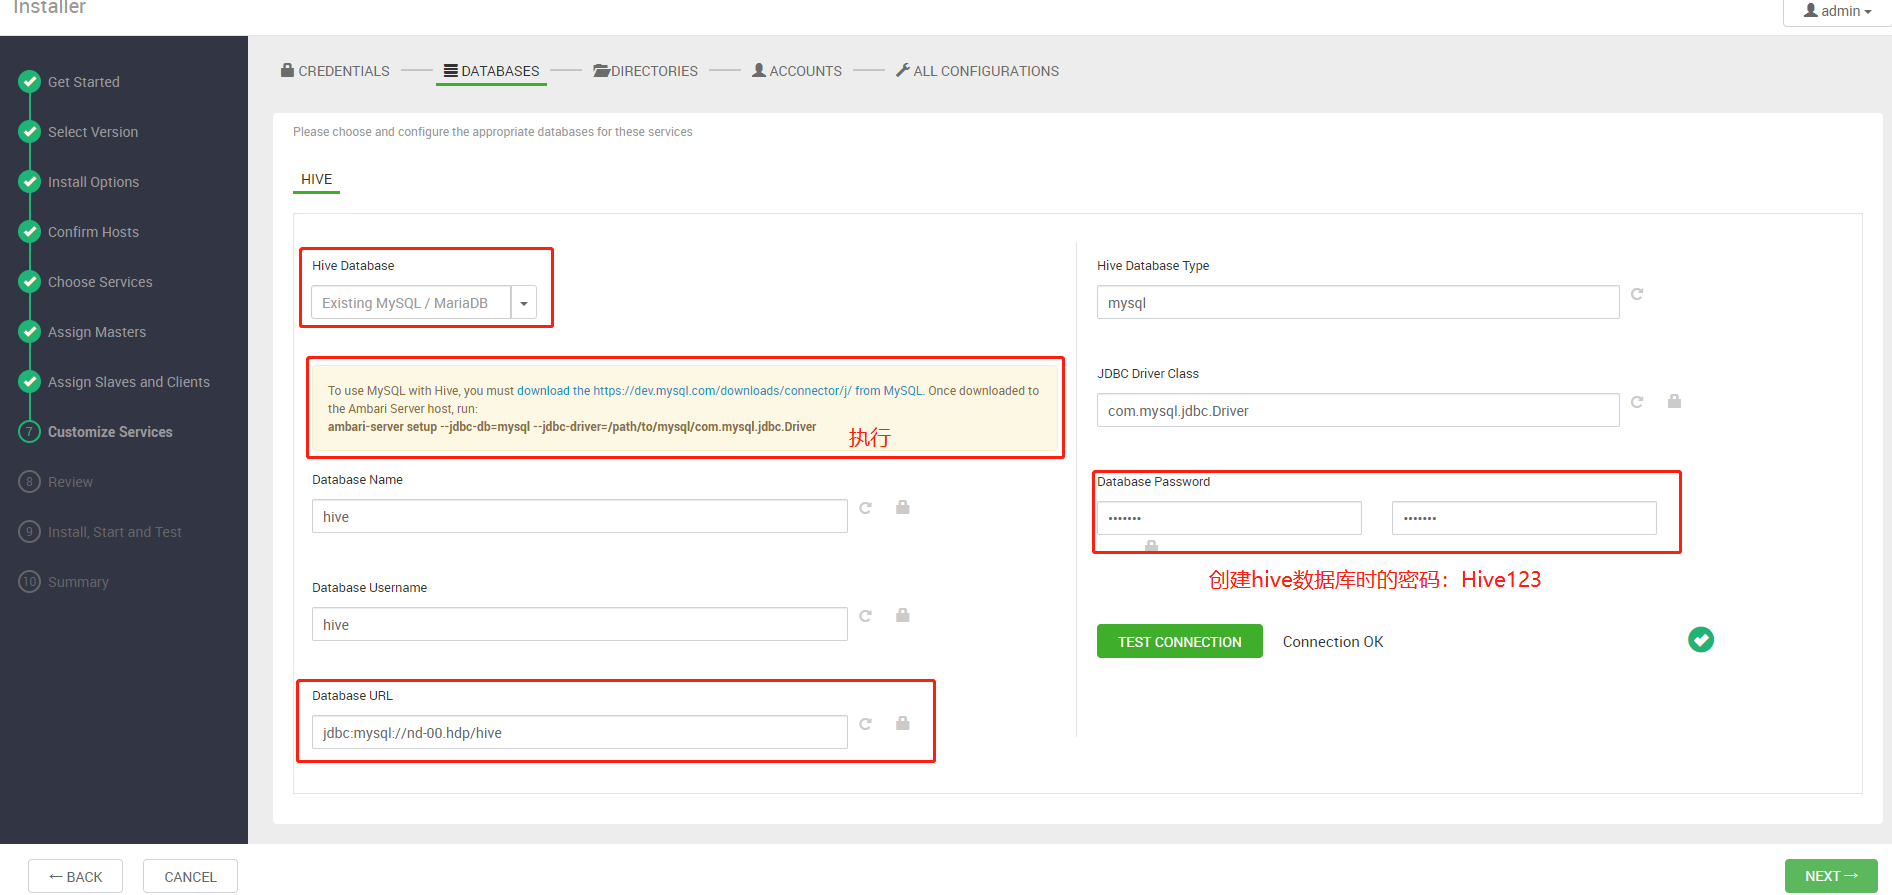 Installer
admin
Get Started
Select Version
Install Options
Confirm Hosts
Choose Services
Assign Masters
Assign Slaves and Clients
7 Customize Services
8 Review
9 Install, Start and Test
10 Summary
CREDENTIALS
DATABASES
DIRECTORIES
ACCOUNTS
ALL CONFIGURATIONS
Please choose and configure the appropriate databases for these services
HIVE
Hive Database
Existing MySQL / MariaDB
To use MySQL with Hive, you must download the https://dev.mysql.com/downloads/connector/j/ from MySQL. Once downloaded to
the Ambari Server host, run:
ambari-server setup --jdbc-db=mysql --jdbc-driver=/path/to/mysql/com.mysql.jdbc.Driver
执行
Database Name
hive
Database Username
hive
Database URL
jdbc:mysql://nd-00.hdp/hive
Hive Database Type
mysql
JDBC Driver Class
com.mysql.jdbc.Driver
Database Password
••••••• •••••••
创建hive数据库时的密码：Hive123
TEST CONNECTION
Connection OK
← BACK
CANCEL
NEXT →